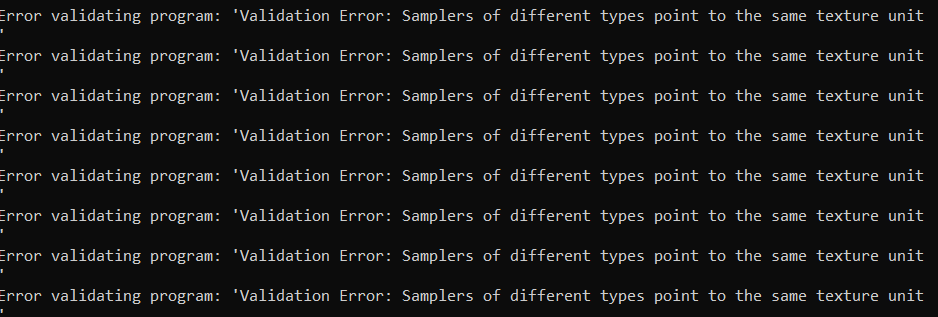 Error validating program: 'Validation Error: Samplers of different types point to the same texture unit
'
Error validating program: 'Validation Error: Samplers of different types point to the same texture unit
'
Error validating program: 'Validation Error: Samplers of different types point to the same texture unit
'
Error validating program: 'Validation Error: Samplers of different types point to the same texture unit
'
Error validating program: 'Validation Error: Samplers of different types point to the same texture unit
'
Error validating program: 'Validation Error: Samplers of different types point to the same texture unit
'
Error validating program: 'Validation Error: Samplers of different types point to the same texture unit
'
Error validating program: 'Validation Error: Samplers of different types point to the same texture unit
'